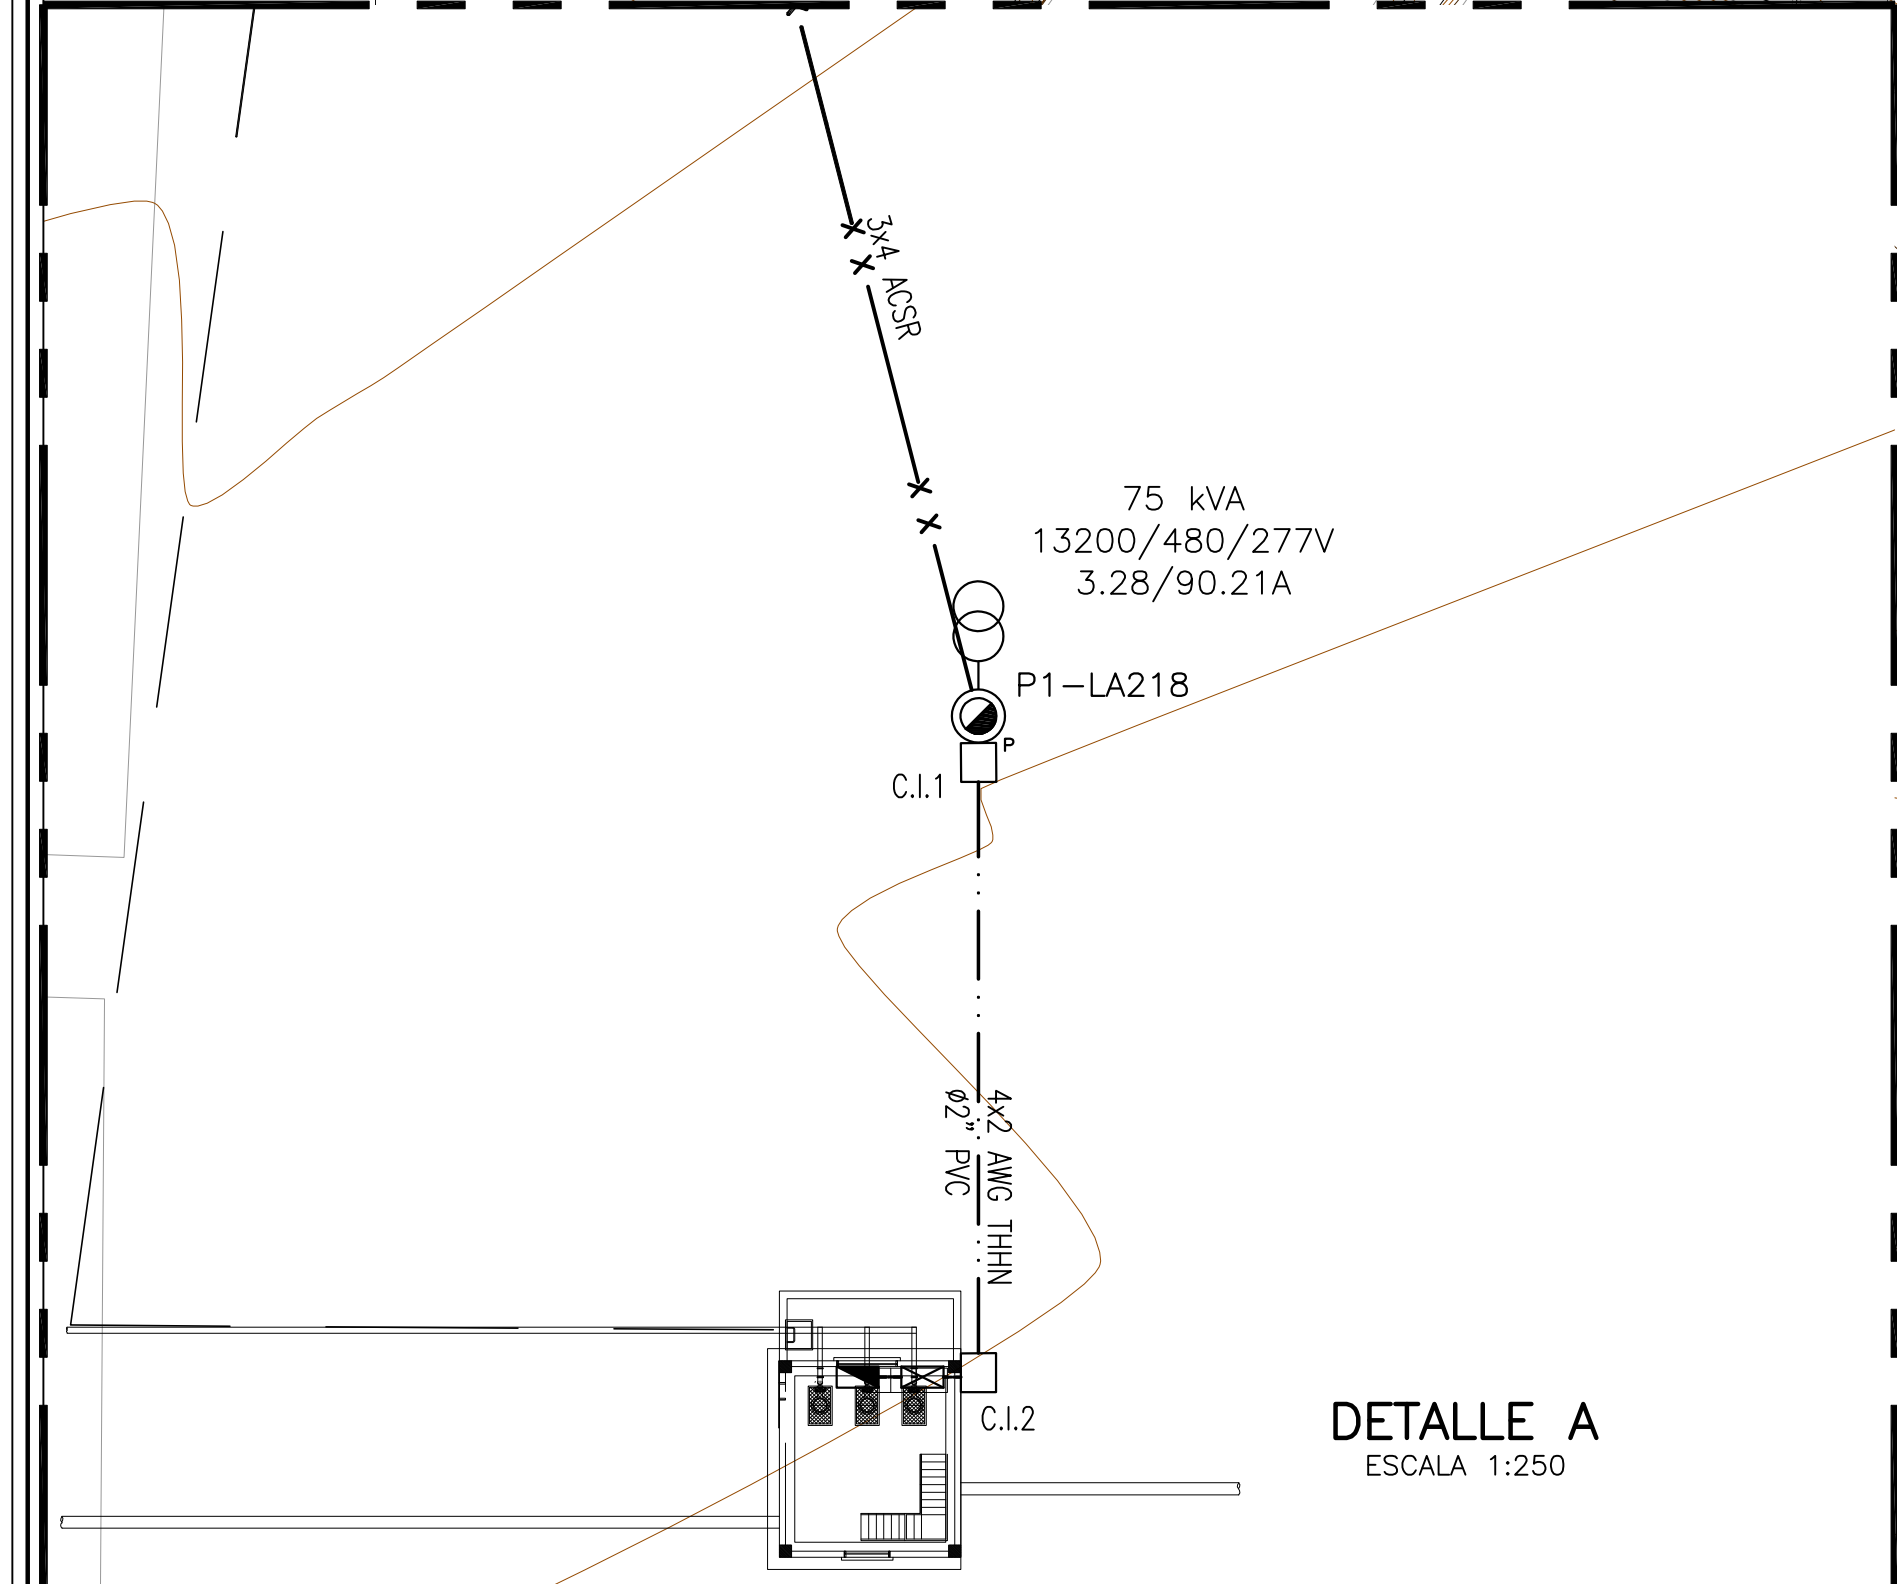 3x4 ACSR
75 kVA
13200/480/277V
3.28/90.21A
P1-LA218
P
C.I.1
4x2 AWG THHN
ø2" PVC
C.I.2
DETALLE A
ESCALA 1:250